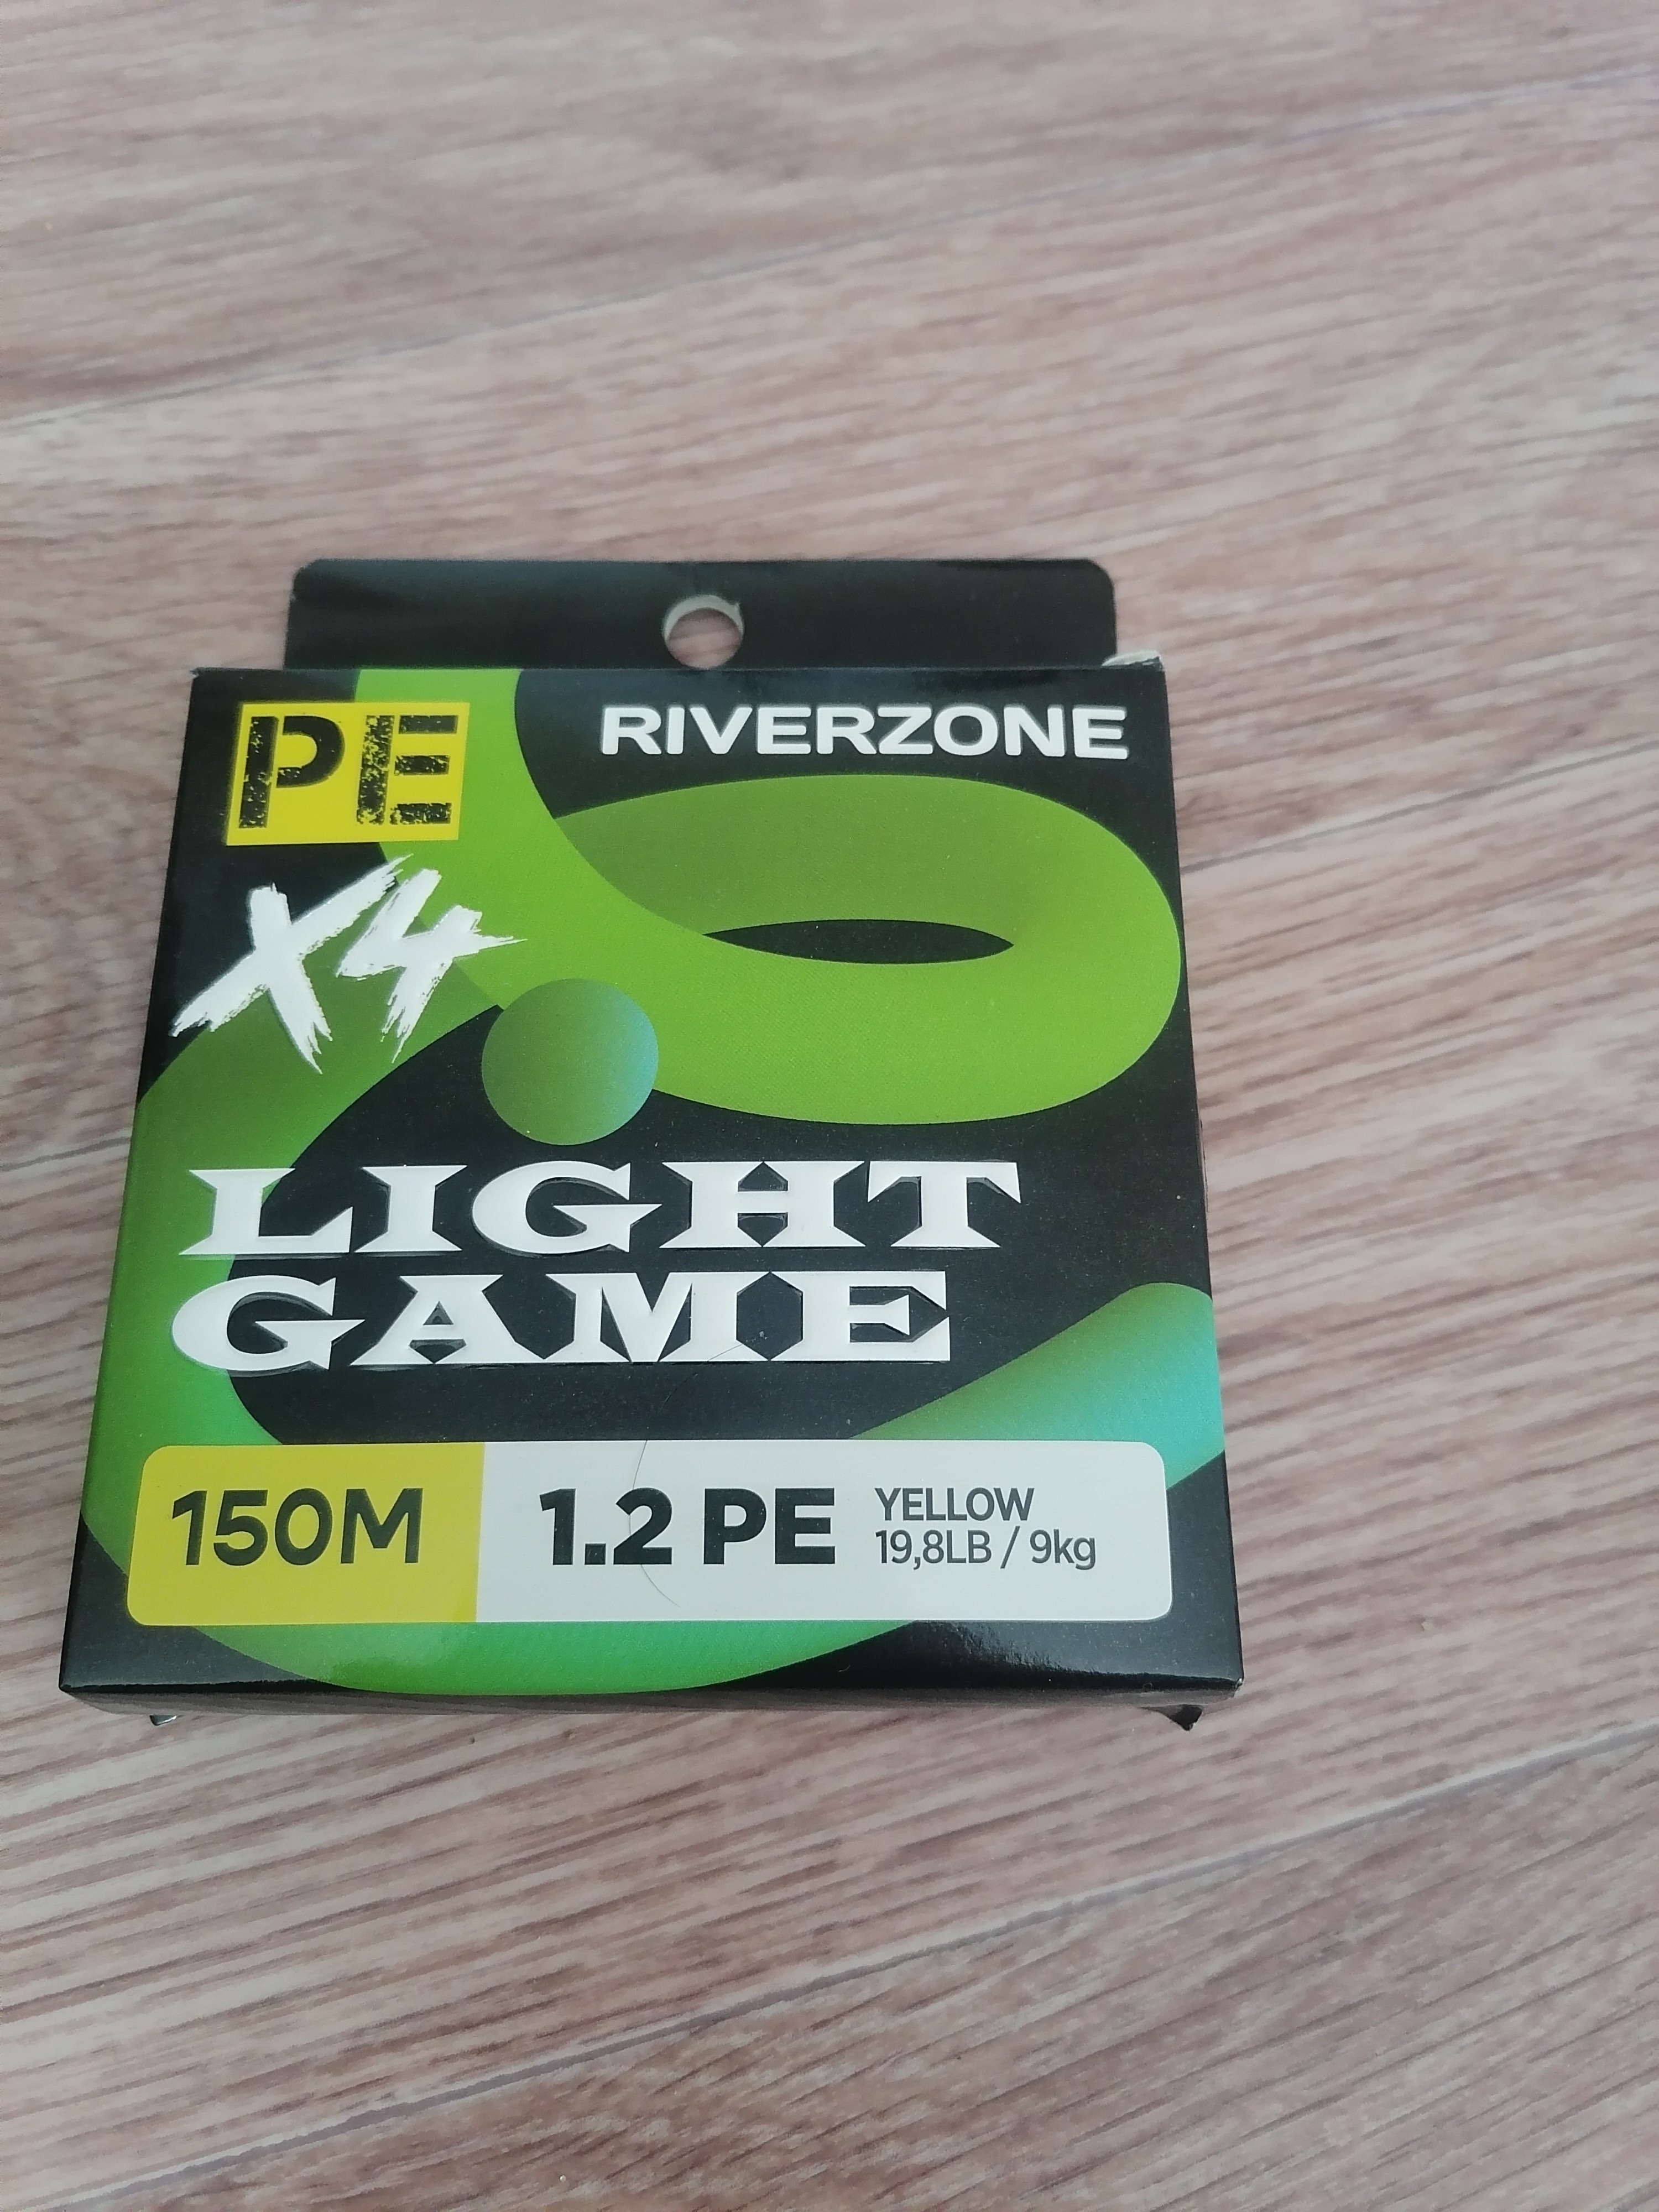 PE
RIVERZONE
X4
LIGHT
GAME
150M
1.2 PE
YELLOW
19,8LB / 9kg